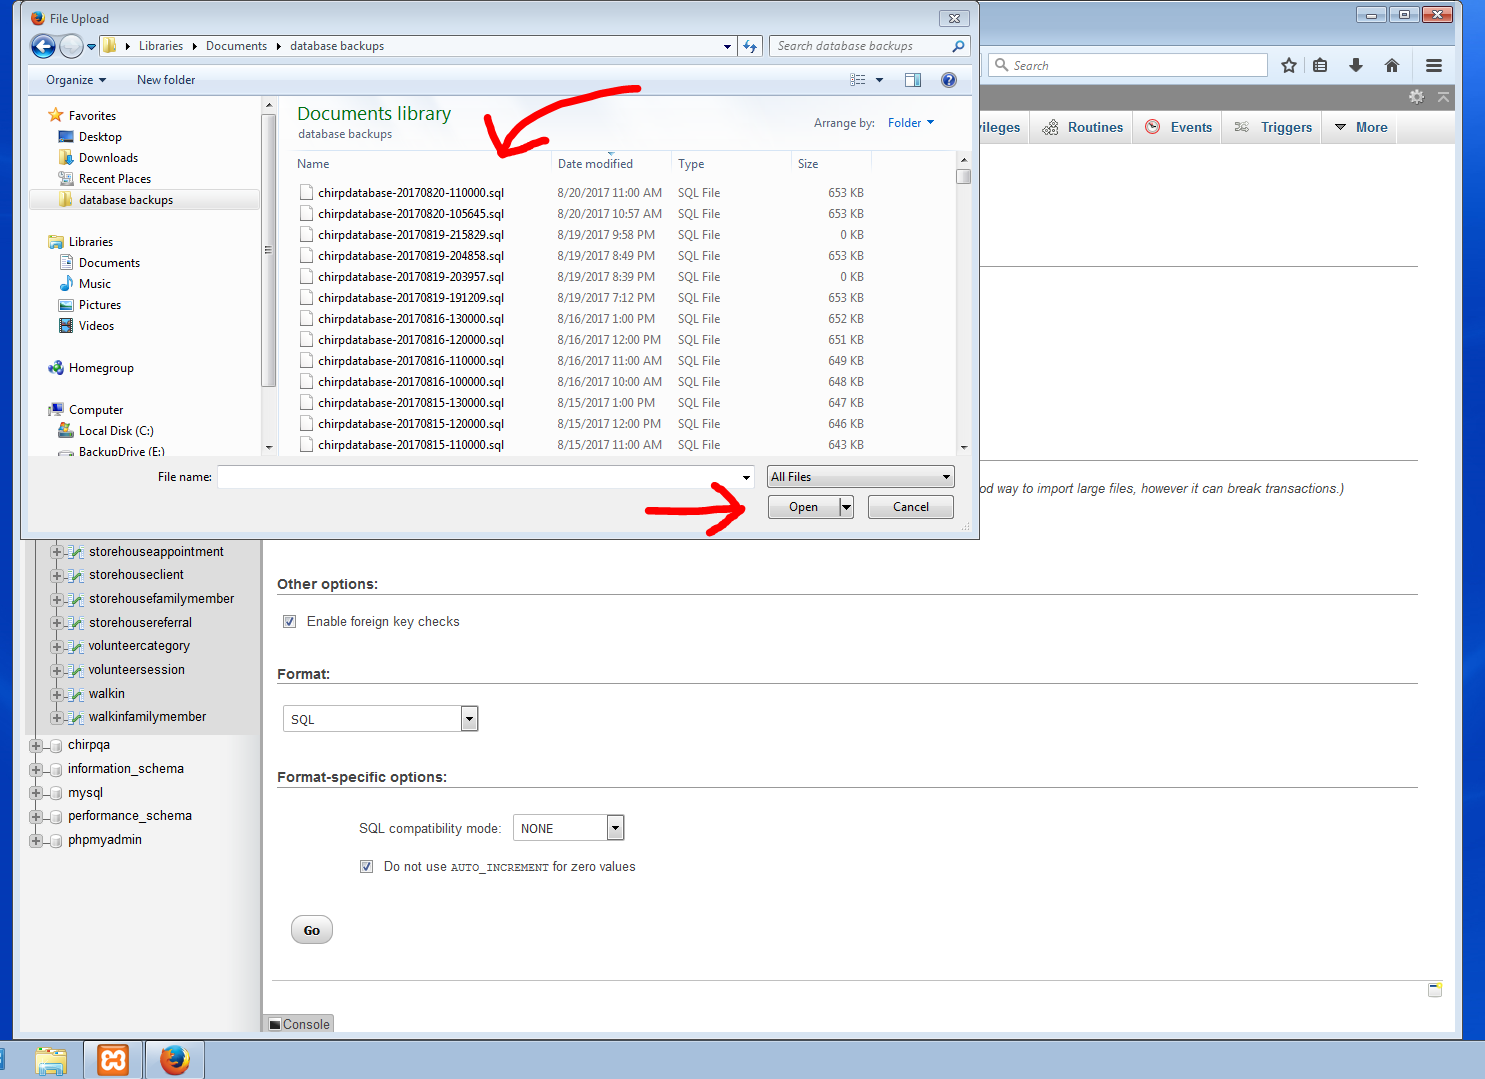 File Upload
Libraries Documents database backups
Search database backups
Organize New folder
Search
Favorites
Desktop
Downloads
Recent Places
database backups
Libraries
Documents
Music
Pictures
Videos
Homegroup
Computer
Local Disk (C:)
BackupDrive (E:)
Documents library
database backups
Arrange by: Folder
Name Date modified Type Size
chirpdatabase-20170820-110000.sql 8/20/2017 11:00 AM SQL File 653 KB
chirpdatabase-20170820-105645.sql 8/20/2017 10:57 AM SQL File 653 KB
chirpdatabase-20170819-215829.sql 8/19/2017 9:58 PM SQL File 0 KB
chirpdatabase-20170819-204858.sql 8/19/2017 8:49 PM SQL File 653 KB
chirpdatabase-20170819-203957.sql 8/19/2017 8:39 PM SQL File 0 KB
chirpdatabase-20170819-191209.sql 8/19/2017 7:12 PM SQL File 653 KB
chirpdatabase-20170816-130000.sql 8/16/2017 1:00 PM SQL File 652 KB
chirpdatabase-20170816-120000.sql 8/16/2017 12:00 PM SQL File 651 KB
chirpdatabase-20170816-110000.sql 8/16/2017 11:00 AM SQL File 649 KB
chirpdatabase-20170816-100000.sql 8/16/2017 10:00 AM SQL File 648 KB
chirpdatabase-20170815-130000.sql 8/15/2017 1:00 PM SQL File 647 KB
chirpdatabase-20170815-120000.sql 8/15/2017 12:00 PM SQL File 646 KB
chirpdatabase-20170815-110000.sql 8/15/2017 11:00 AM SQL File 643 KB
File name: All Files
Open Cancel
vileges Routines Events Triggers More
od way to import large files, however it can break transactions.)
storehouseappointment
storehouseclient
storehousefamilymember
storehousereferral
volunteercategory
volunteersession
walkin
walkinfamilymember
chirpqa
information_schema
mysql
performance_schema
phpmyadmin
Other options:
Enable foreign key checks
Format:
SQL
Format-specific options:
SQL compatibility mode: NONE
Do not use AUTO_INCREMENT for zero values
Go
Console